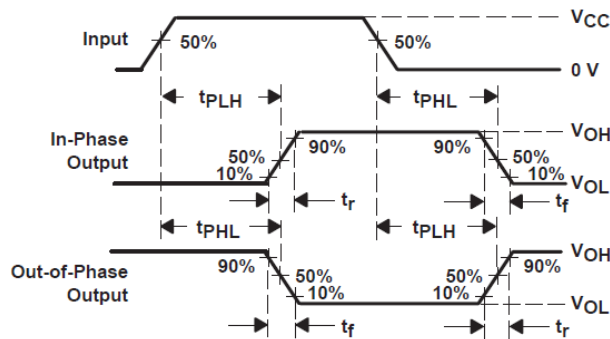 VCC
Input
50%
50%
0 V
tPLH
tPHL
In-Phase
Output
VOH
90%
90%
50%
50%
10%
10%
VOL
tr
tf
tPHL
tPLH
Out-of-Phase
Output
VOH
90%
90%
50%
50%
10%
10%
VOL
tf
tr